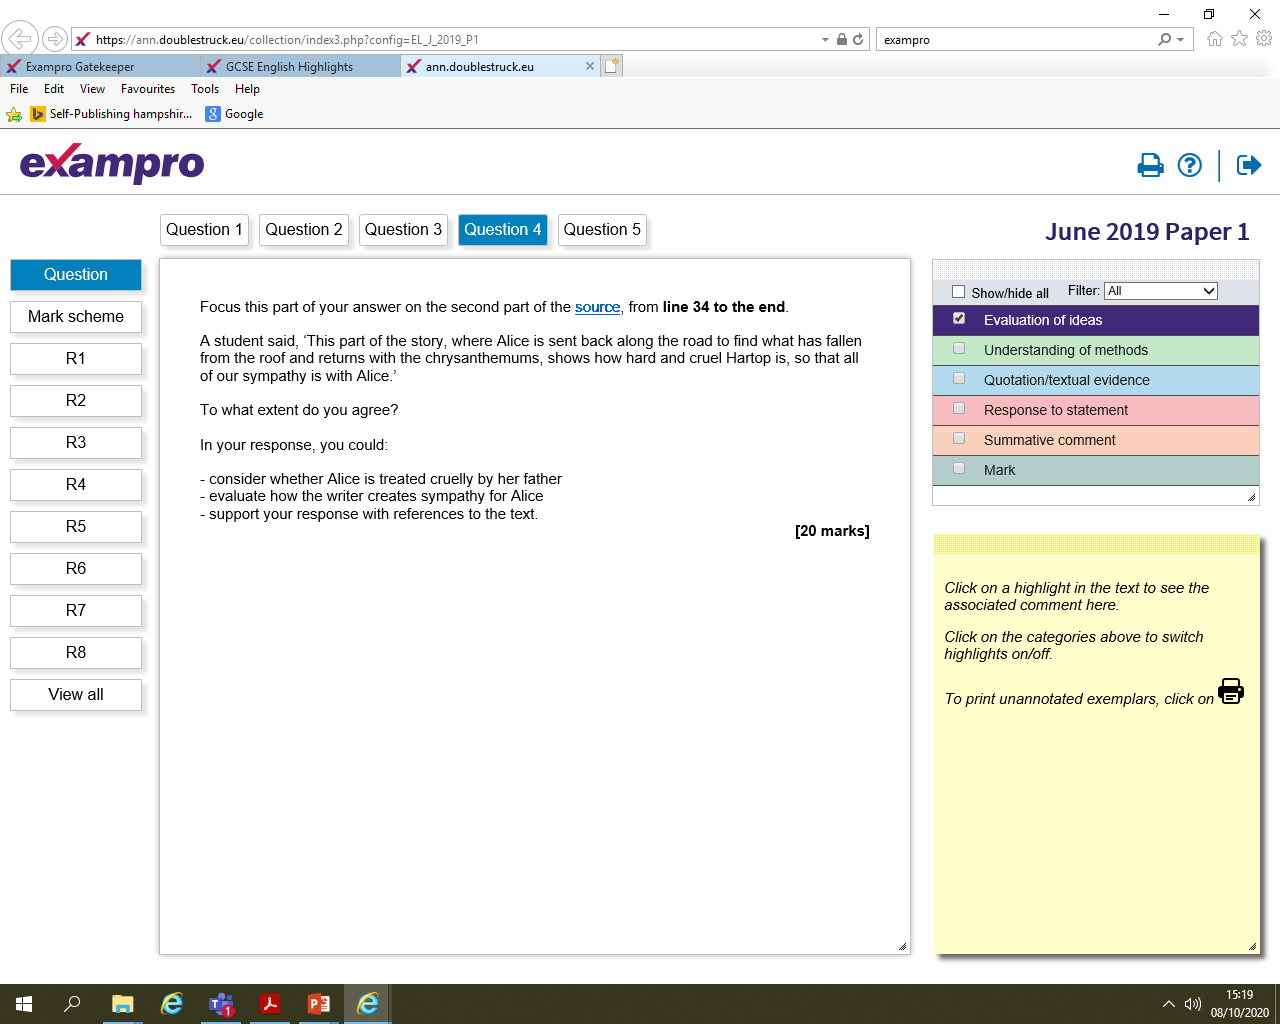 https://ann.doublestruck.eu/collection/index3.php?config=EL_J_2019_P1
exampro
Exampro Gatekeeper
GCSE English Highlights
ann.doublestruck.eu
File Edit View Favourites Tools Help
Self-Publishing hampshir... Google
exampro
Question 1 Question 2 Question 3 Question 4 Question 5
June 2019 Paper 1
Question
Mark scheme
R1
R2
R3
R4
R5
R6
R7
R8
View all
Focus this part of your answer on the second part of the source, from line 34 to the end.
A student said, ‘This part of the story, where Alice is sent back along the road to find what has fallen
from the roof and returns with the chrysanthemums, shows how hard and cruel Hartop is, so that all
of our sympathy is with Alice.’
To what extent do you agree?
In your response, you could:
- consider whether Alice is treated cruelly by her father
- evaluate how the writer creates sympathy for Alice
- support your response with references to the text.
[20 marks]
Show/hide all Filter: All
Evaluation of ideas
Understanding of methods
Quotation/textual evidence
Response to statement
Summative comment
Mark
Click on a highlight in the text to see the
associated comment here.
Click on the categories above to switch
highlights on/off.
To print unannotated exemplars, click on
1
15:19
08/10/2020